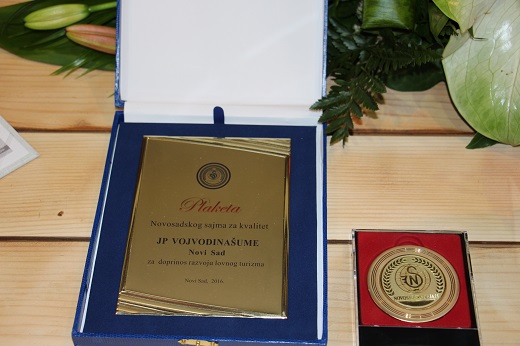 Plaketa
Novosadskog sajma za kvalitet
JP VOJVODINAŠUME
Novi Sad
za doprinos razvoju lovnog turizma
Novi Sad, 2016.